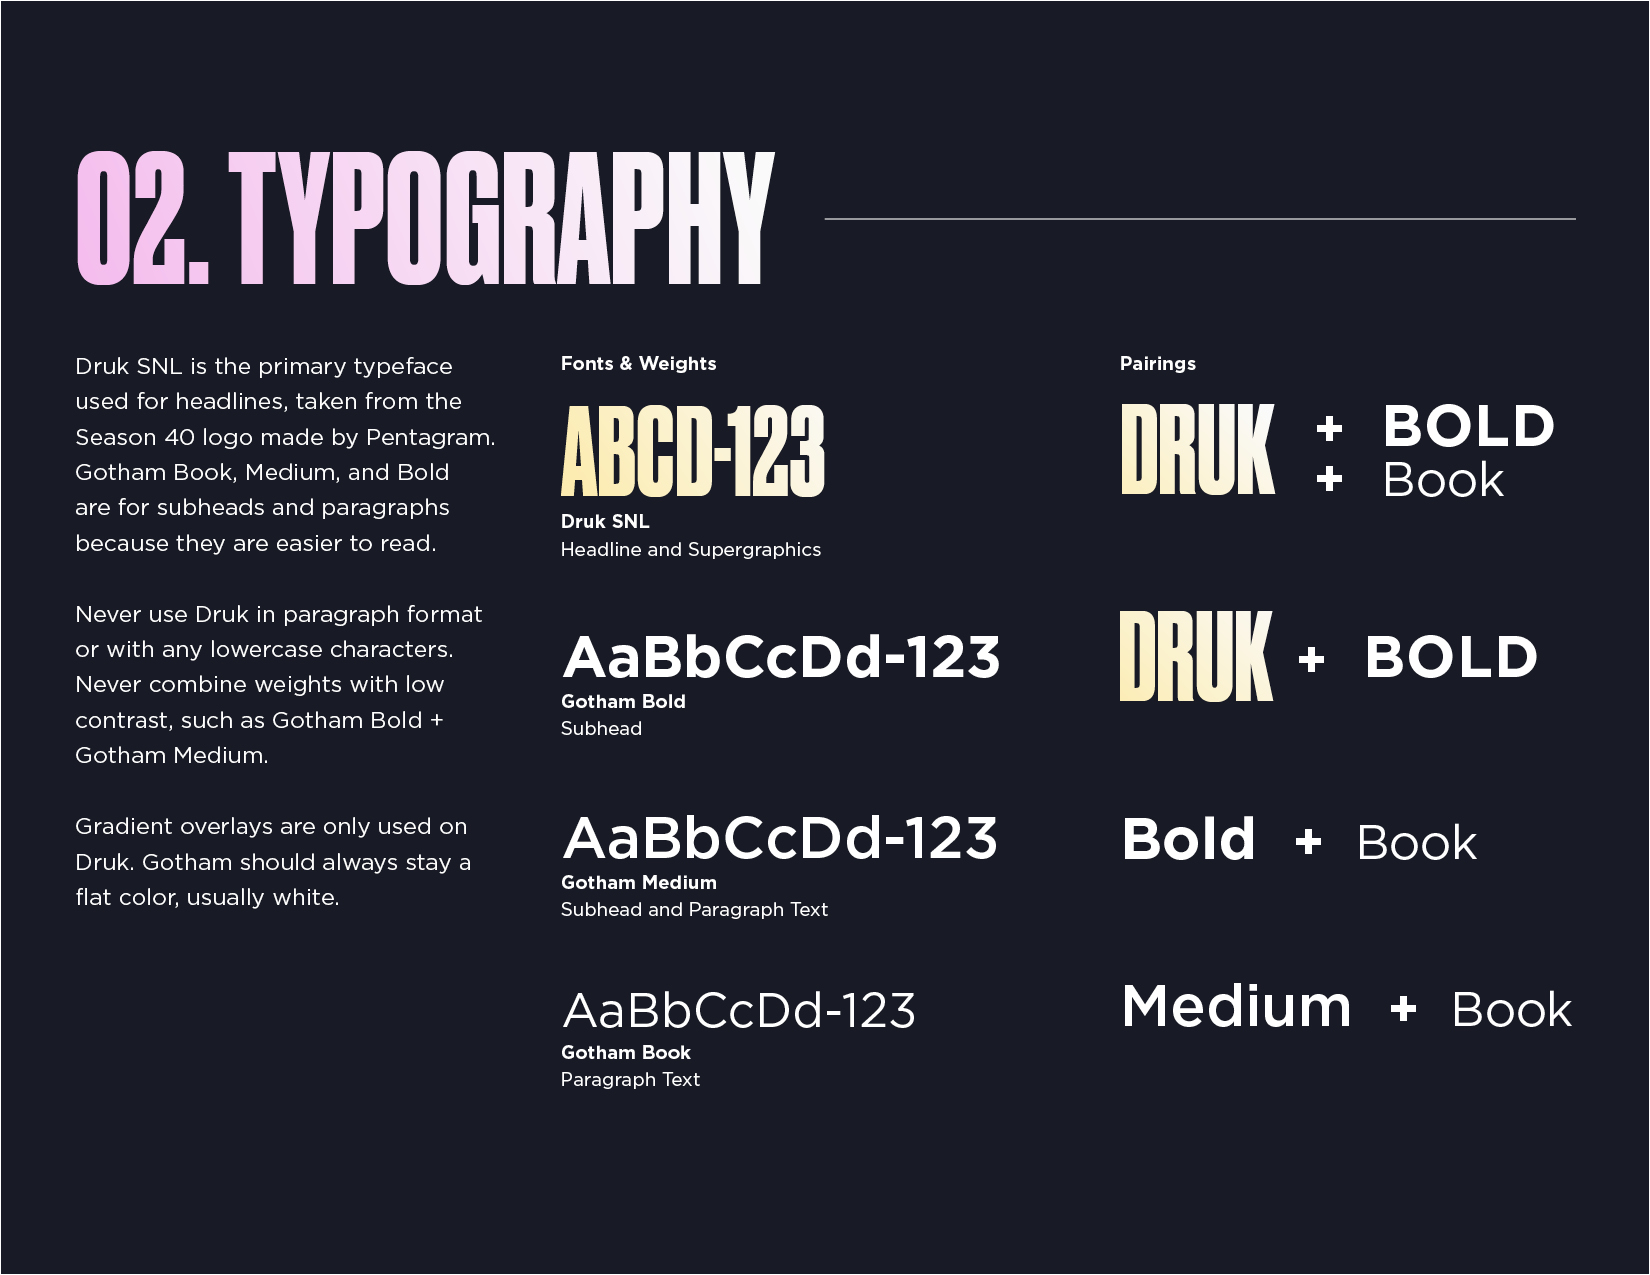 02. TYPOGRAPHY
Druk SNL is the primary typeface
used for headlines, taken from the
Season 40 logo made by Pentagram.
Gotham Book, Medium, and Bold
are for subheads and paragraphs
because they are easier to read.
Never use Druk in paragraph format
or with any lowercase characters.
Never combine weights with low
contrast, such as Gotham Bold +
Gotham Medium.
Gradient overlays are only used on
Druk. Gotham should always stay a
flat color, usually white.
Fonts & Weights
ABCD-123
Druk SNL
Headline and Supergraphics
AaBbCcDd-123
Gotham Bold
Subhead
AaBbCcDd-123
Gotham Medium
Subhead and Paragraph Text
AaBbCcDd-123
Gotham Book
Paragraph Text
Pairings
DRUK + BOLD
+ Book
DRUK + BOLD
Bold + Book
Medium + Book